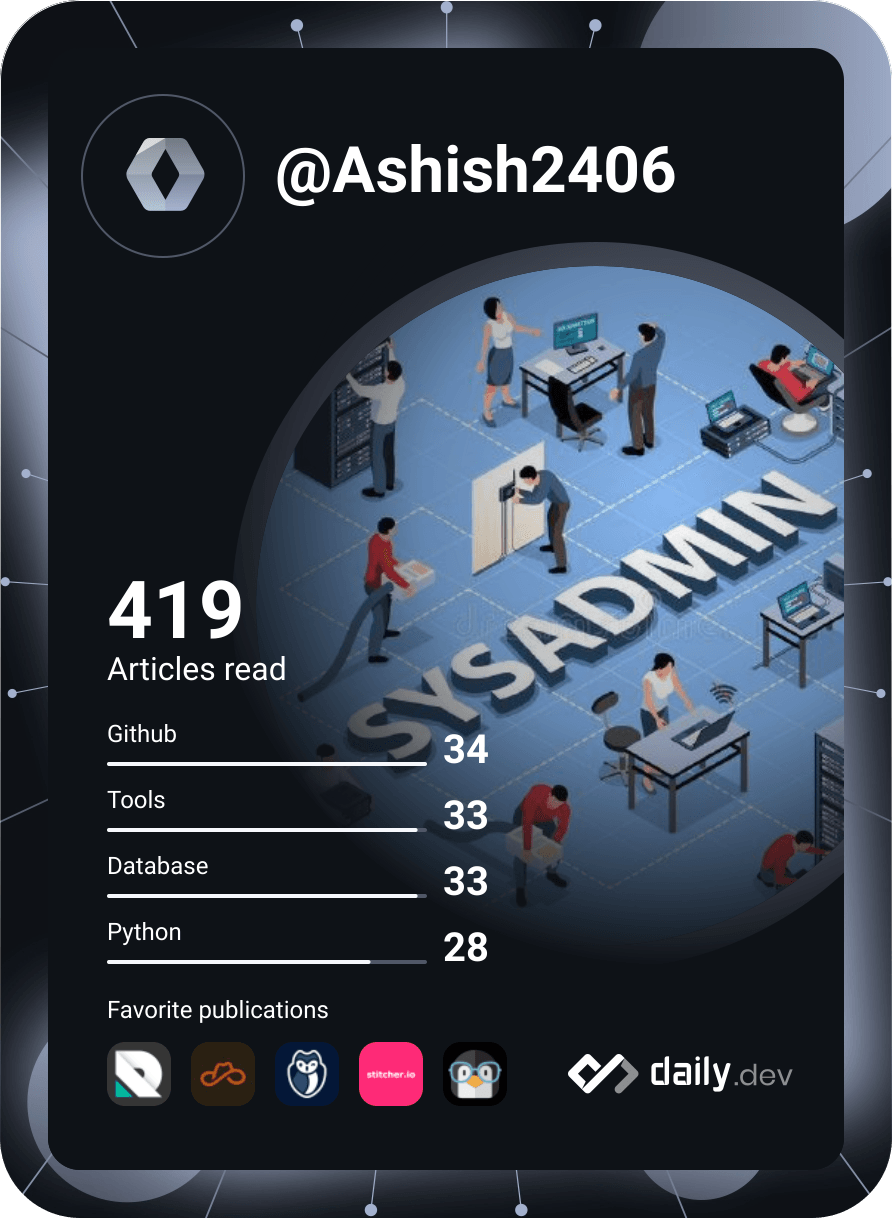 @Ashish2406
SYSADMIN
419
Articles read
Github
34
Tools
33
Database
33
Python
28
Favorite publications
stitcher.io
daily.dev